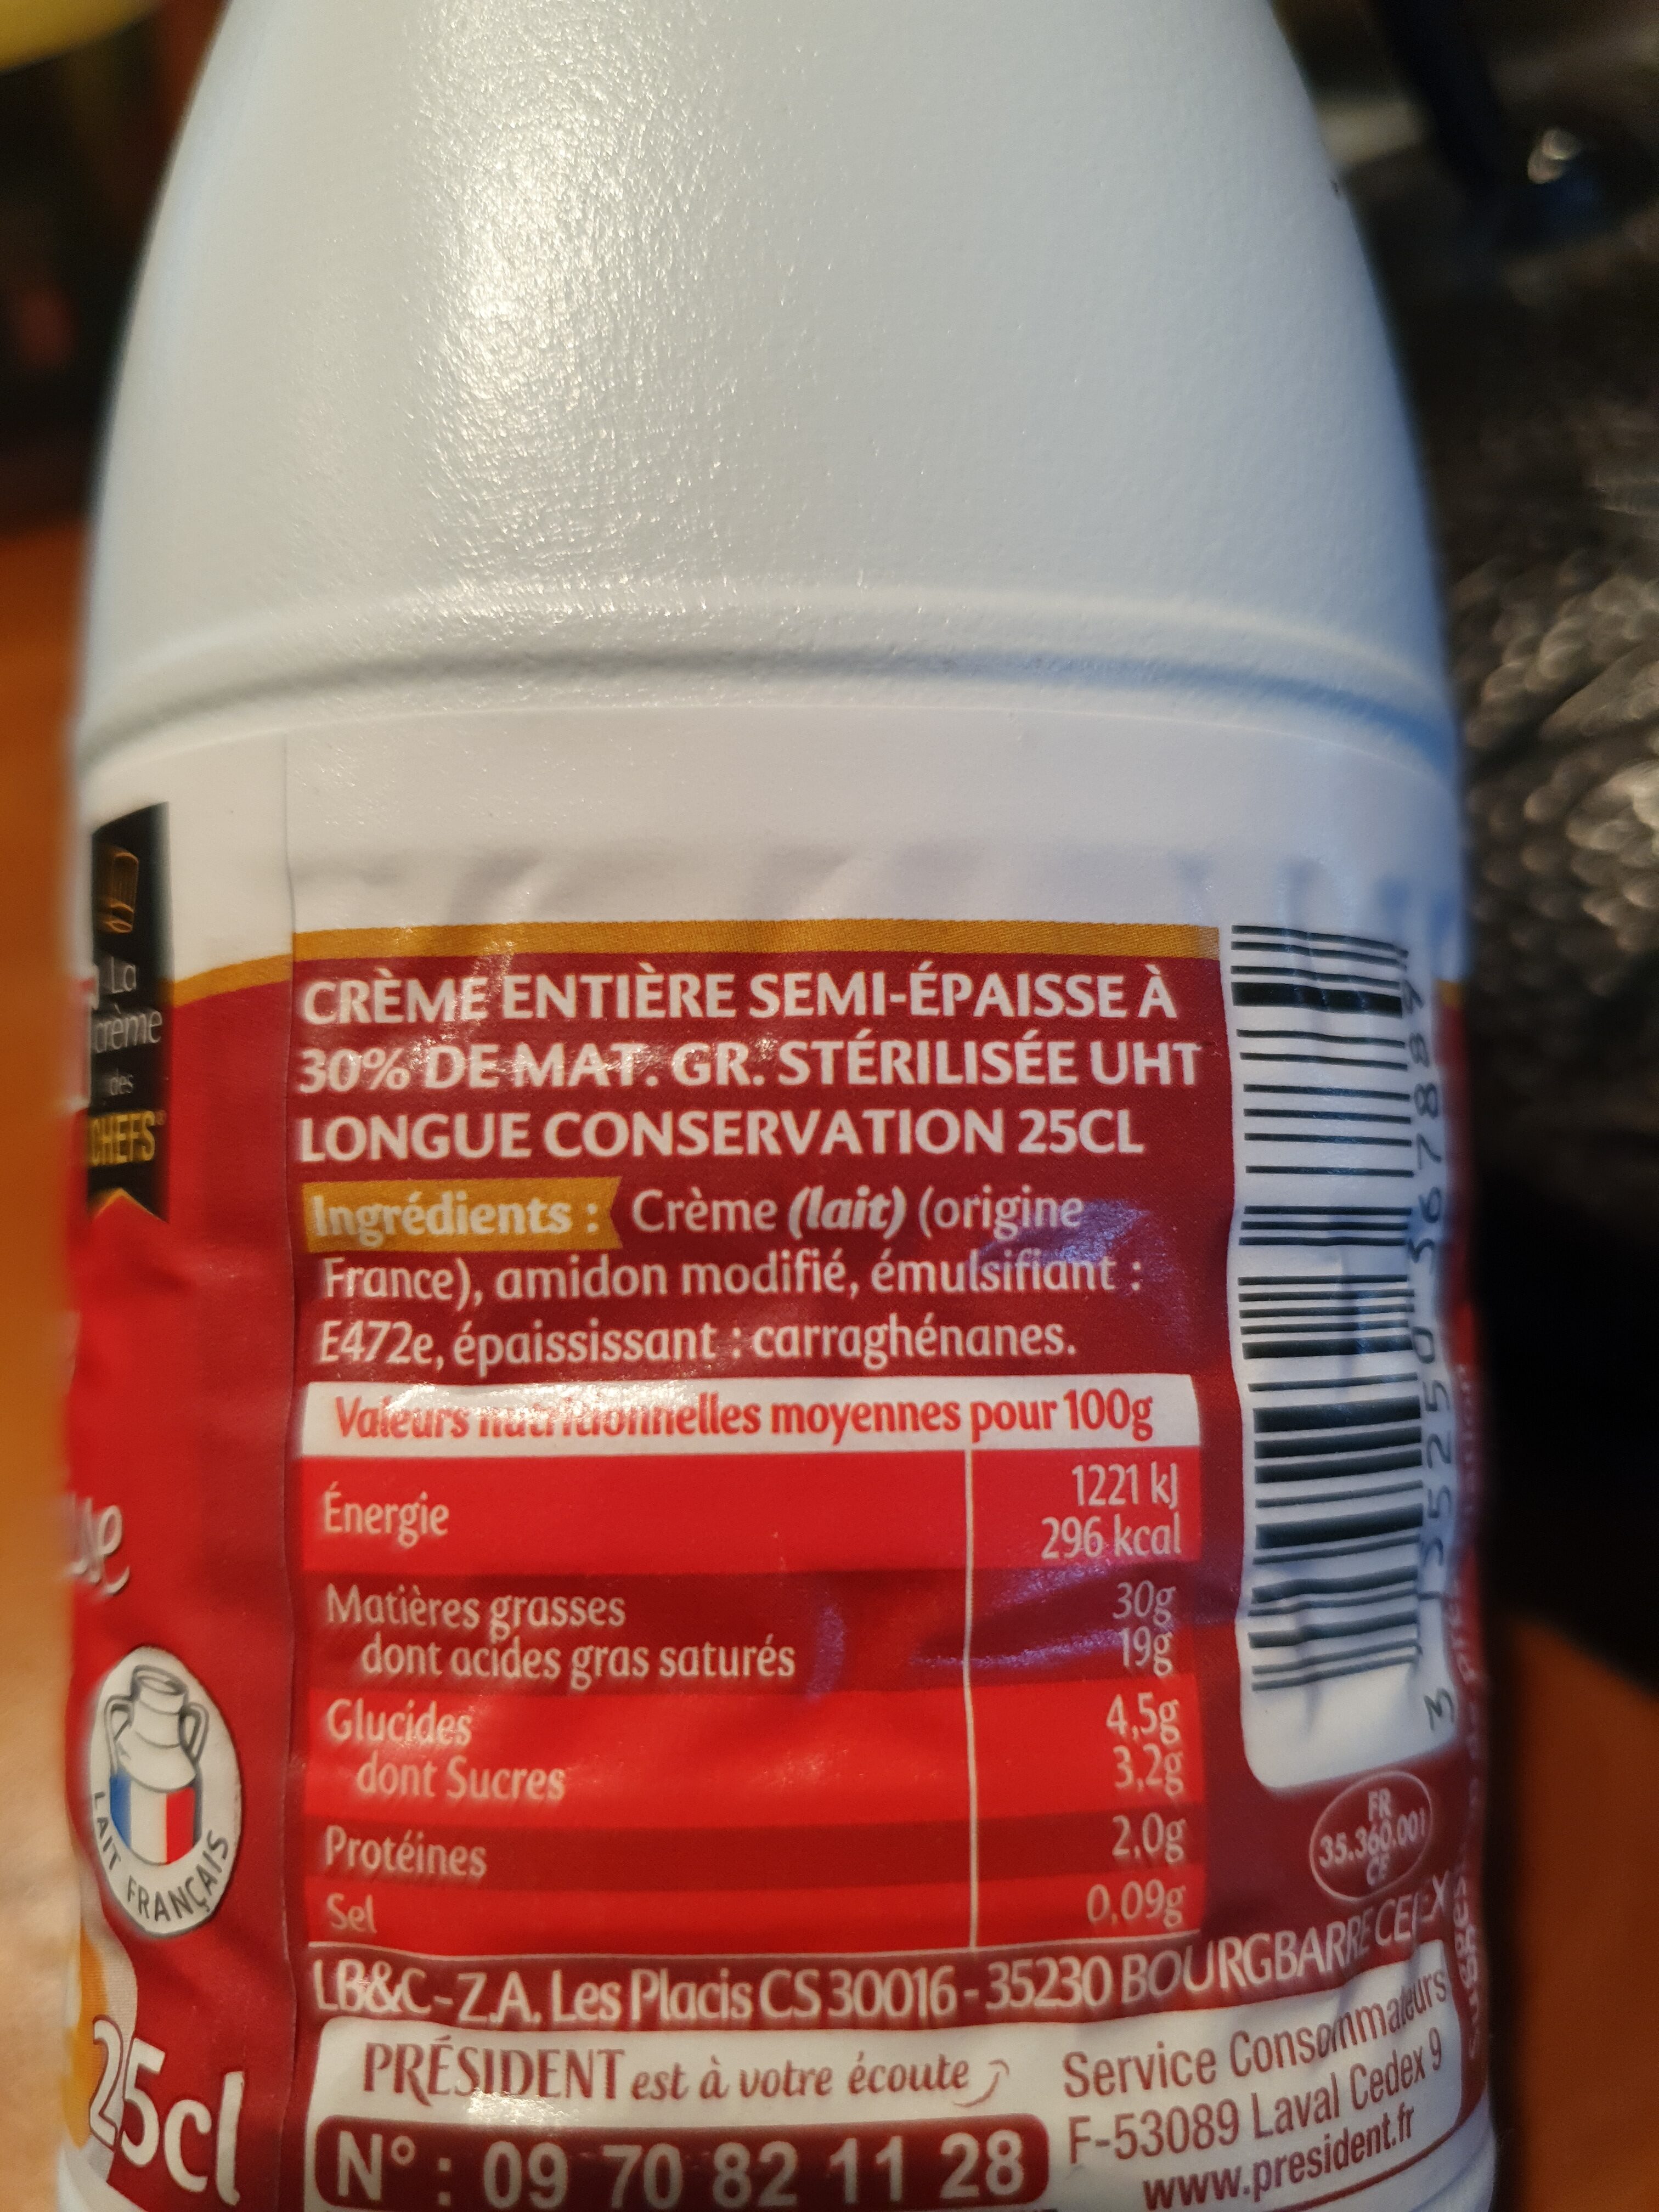 La
crème
des
CHEFS®
CRÈME ENTIÈRE SEMI-ÉPAISSE À
30% DE MAT. GR. STÉRILISÉE UHT
LONGUE CONSERVATION 25CL
Ingrédients : Crème (lait) (origine
France), amidon modifié, émulsifiant :
E472e, épaississant : carraghénanes.
Valeurs nutritionnelles moyennes pour 100g
Énergie 1221 kJ
296 kcal
Matières grasses 30g
dont acides gras saturés 19g
Glucides 4,5g
dont Sucres 3,2g
Protéines 2,0g
Sel 0,09g
LAIT FRANÇAIS
FR
35.360.001
CE
LB&C-Z.A. Les Placis CS 30016 - 35230 BOURGBARRE CEDEX
25cl
PRÉSIDENT est à votre écoute
N° : 09 70 82 11 28
Service Consommateurs
F-53089 Laval Cedex 9
www.president.fr